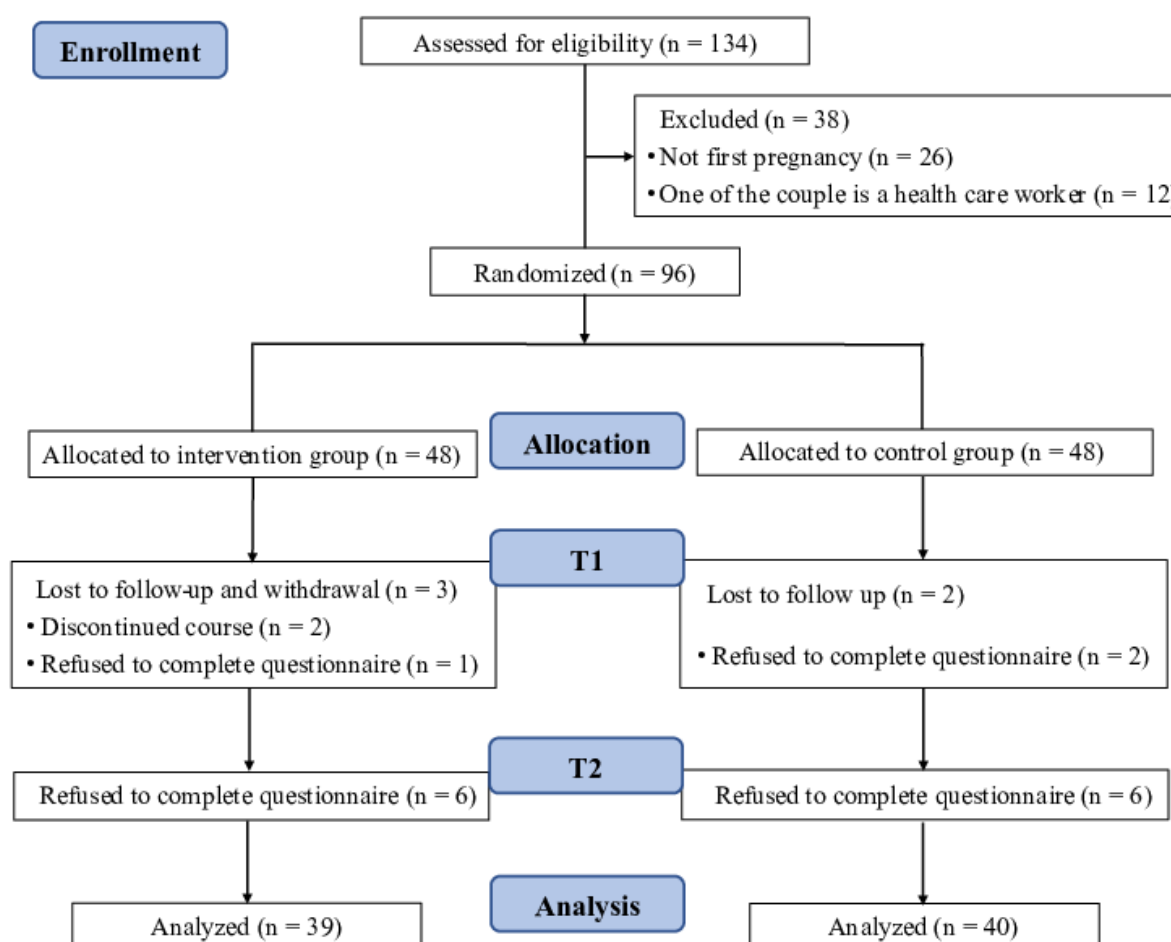 Enrollment
Assessed for eligibility (n = 134)
Excluded (n = 38)
•Not first pregnancy (n = 26)
•One of the couple is a health care worker (n = 12)
Randomized (n = 96)
Allocation
Allocated to intervention group (n = 48)
Allocated to control group (n = 48)
T1
Lost to follow-up and withdrawal (n = 3)
• Discontinued course (n = 2)
• Refused to complete questionnaire (n = 1)
Lost to follow up (n = 2)
• Refused to complete questionnaire (n = 2)
T2
Refused to complete questionnaire (n = 6)
Refused to complete questionnaire (n = 6)
Analysis
Analyzed (n = 39)
Analyzed (n = 40)